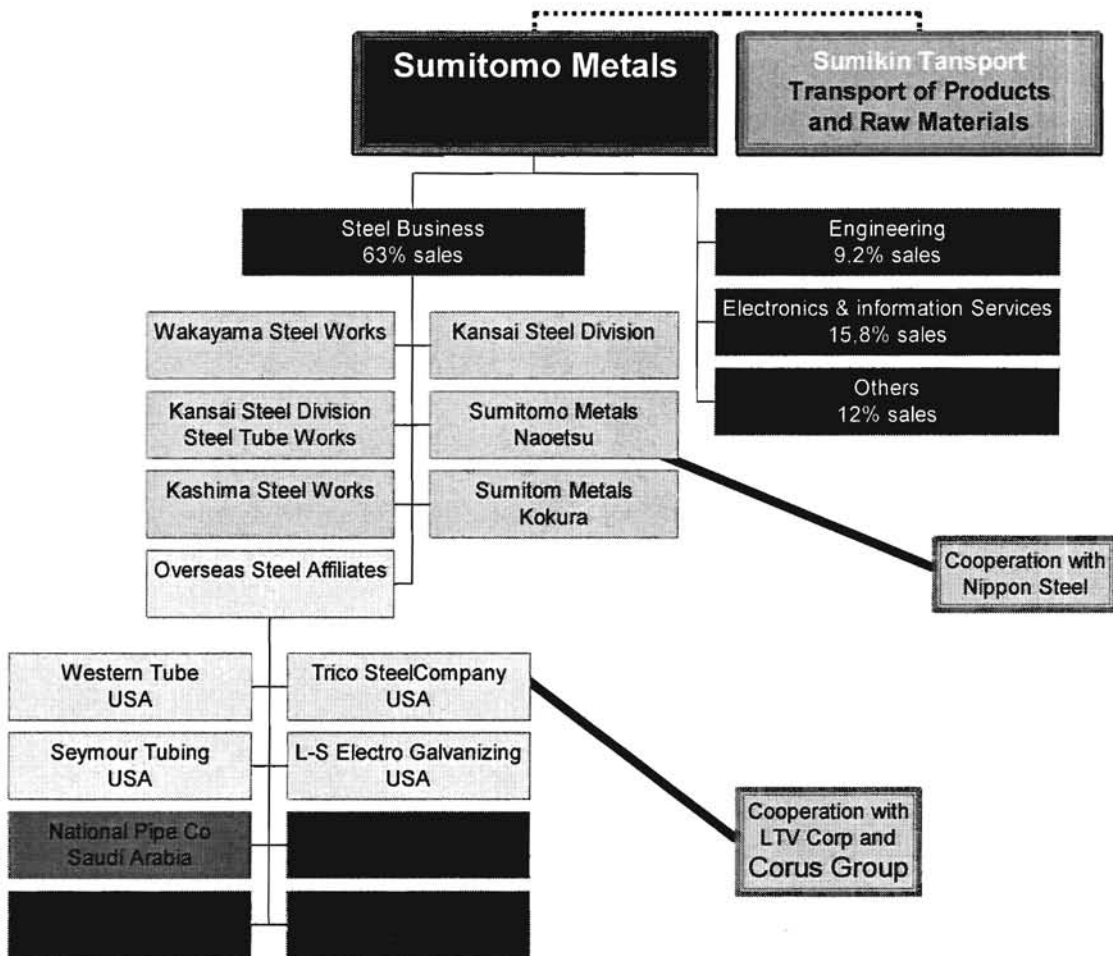 Sumitomo Metals
Sumikin Tansport
Transport of Products
and Raw Materials
Steel Business
63% sales
Engineering
9.2% sales
Electronics & information Services
15,8% sales
Others
12% sales
Wakayama Steel Works
Kansai Steel Division
Kansai Steel Division
Steel Tube Works
Sumitomo Metals
Naoetsu
Kashima Steel Works
Sumitom Metals
Kokura
Overseas Steel Affiliates
Cooperation with
Nippon Steel
Western Tube
USA
Trico SteelCompany
USA
Seymour Tubing
USA
L-S Electro Galvanizing
USA
National Pipe Co
Saudi Arabia
Cooperation with
LTV Corp and
Corus Group